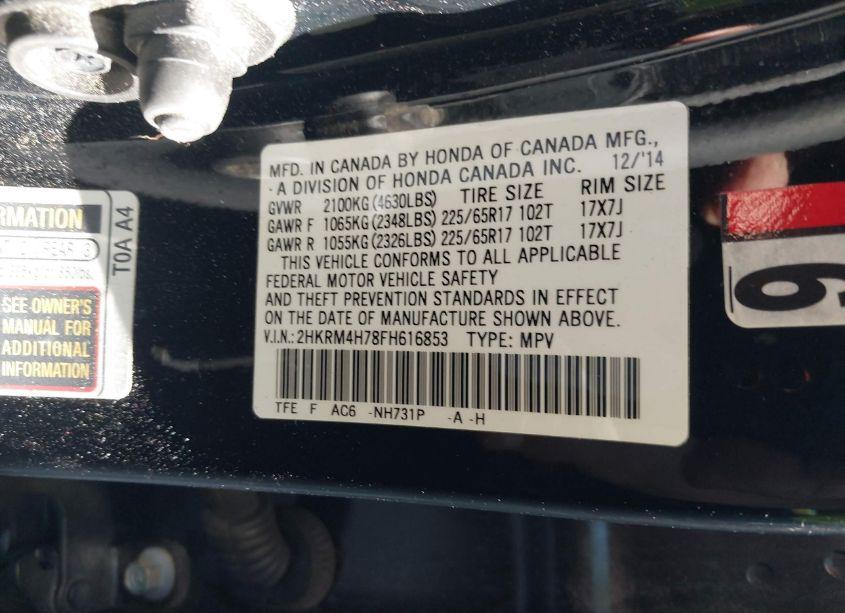 MFD. IN CANADA BY HONDA OF CANADA MFG.,
- A DIVISION OF HONDA CANADA INC. 12/'14
GVWR 2100KG (4630LBS) TIRE SIZE RIM SIZE
GAWR F 1065KG (2348LBS) 225/65R17 102T 17X7J
GAWR R 1055KG (2326LBS) 225/65R17 102T 17X7J
THIS VEHICLE CONFORMS TO ALL APPLICABLE
FEDERAL MOTOR VEHICLE SAFETY
AND THEFT PREVENTION STANDARDS IN EFFECT
ON THE DATE OF MANUFACTURE SHOWN ABOVE.
V.I.N.: 2HKRM4H78FH616853 TYPE: MPV
TFE F AC6 -NH731P -A -H
RMATION
T0A A4
SEE OWNER'S
MANUAL FOR
ADDITIONAL
INFORMATION
9